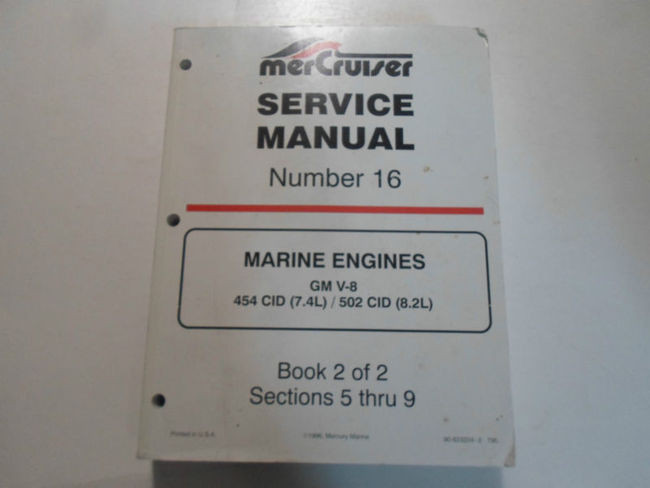 merCruiser
SERVICE
MANUAL
Number 16
MARINE ENGINES
GM V-8
454 CID (7.4L) / 502 CID (8.2L)
Book 2 of 2
Sections 5 thru 9
Printed in U.S.A.
©1996, Mercury Marine